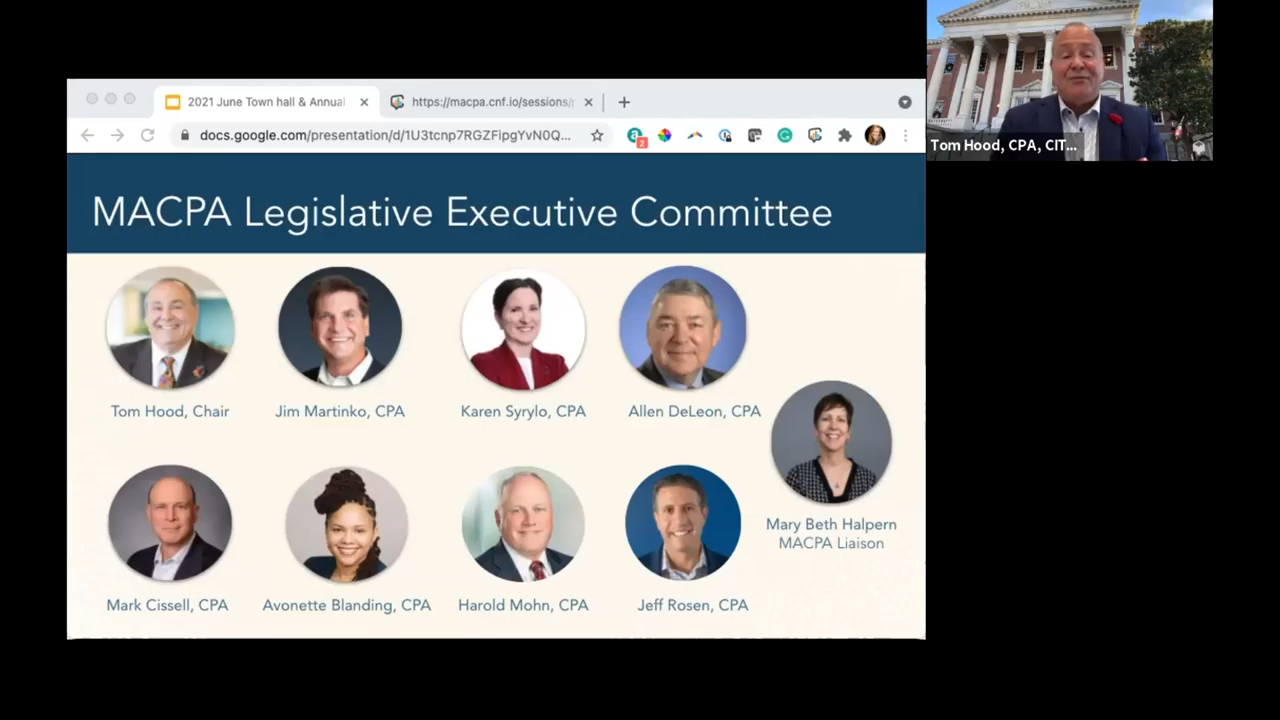 2021 June Town hall & Annual
https://macpa.cnf.io/sessions/
docs.google.com/presentation/d/1U3tcnp7RGZFipgYvN0Q...
2
Tom Hood, CPA, CIT...
MACPA Legislative Executive Committee
Tom Hood, Chair
Jim Martinko, CPA
Karen Syrylo, CPA
Allen DeLeon, CPA
Mary Beth Halpern
MACPA Liaison
Mark Cissell, CPA
Avonette Blanding, CPA
Harold Mohn, CPA
Jeff Rosen, CPA